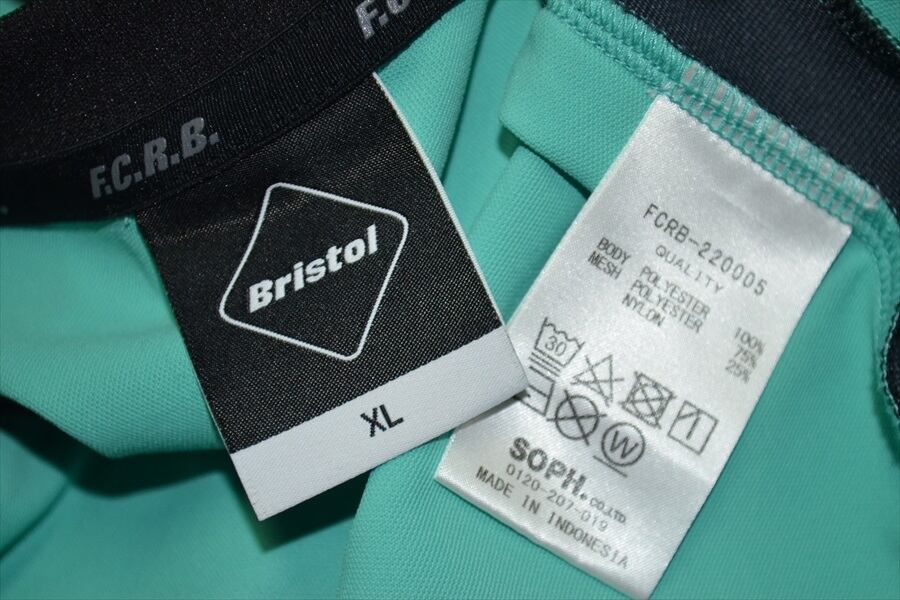 F.C.R.B.
F.C
Bristol
XL
FCRB-220005
QUALITY
BODY POLYESTER 100%
MESH POLYESTER 75%
NYLON 25%
30
W
SOPH. CO.,LTD.
0120-207-019
MADE IN INDONESIA